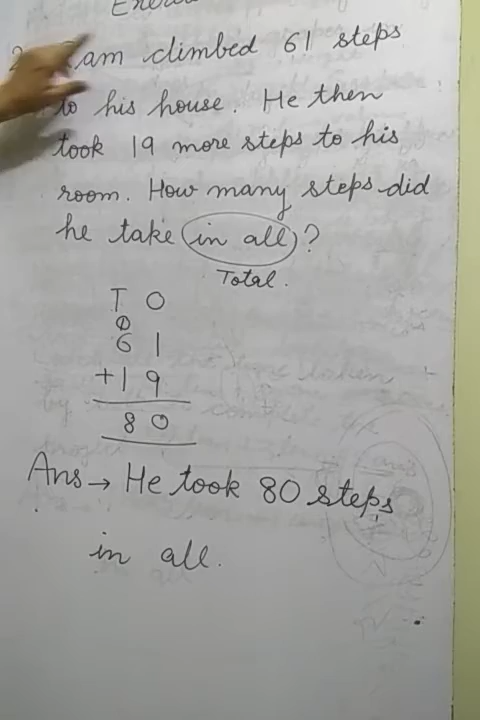 2. Ram climbed 61 steps
to his house. He then
took 19 more steps to his
room. How many steps did
he take in all?
Total.
T O
1
6 1
+1 9
8 0
Ans → He took 80 steps
in all.